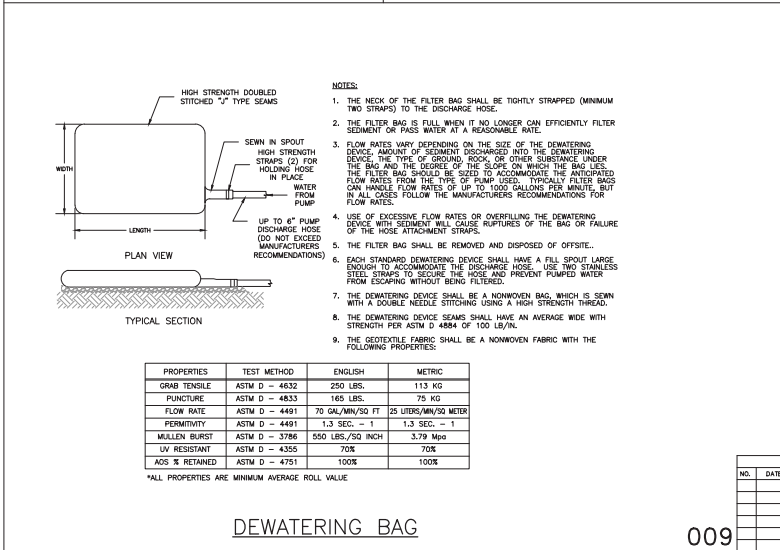 HIGH STRENGTH DOUBLED
STITCHED "J" TYPE SEAMS
SEWN IN SPOUT
HIGH STRENGTH
STRAPS (2) FOR
HOLDING HOSE
IN PLACE
WATER
FROM
PUMP
WIDTH
LENGTH
UP TO 6" PUMP
DISCHARGE HOSE
(DO NOT EXCEED
MANUFACTURERS
RECOMMENDATIONS)
PLAN VIEW
TYPICAL SECTION
NOTES:
1. THE NECK OF THE FILTER BAG SHALL BE TIGHTLY STRAPPED (MINIMUM
TWO STRAPS) TO THE DISCHARGE HOSE.
2. THE FILTER BAG IS FULL WHEN IT NO LONGER CAN EFFICIENTLY FILTER
SEDIMENT OR PASS WATER AT A REASONABLE RATE.
3. FLOW RATES VARY DEPENDING ON THE SIZE OF THE DEWATERING
DEVICE, AMOUNT OF SEDIMENT DISCHARGED INTO THE DEWATERING
DEVICE, THE TYPE OF GROUND, ROCK, OR OTHER SUBSTANCE UNDER
THE BAG AND THE DEGREE OF THE SLOPE ON WHICH THE BAG LIES.
THE FILTER BAG SHOULD BE SIZED TO ACCOMMODATE THE ANTICIPATED
FLOW RATES FROM THE TYPE OF PUMP USED. TYPICALLY FILTER BAGS
CAN HANDLE FLOW RATES OF UP TO 1000 GALLONS PER MINUTE, BUT
IN ALL CASES FOLLOW THE MANUFACTURERS RECOMMENDATIONS FOR
FLOW RATES.
4. USE OF EXCESSIVE FLOW RATES OR OVERFILLING THE DEWATERING
DEVICE WITH SEDIMENT WILL CAUSE RUPTURES OF THE BAG OR FAILURE
OF THE HOSE ATTACHMENT STRAPS.
5. THE FILTER BAG SHALL BE REMOVED AND DISPOSED OF OFFSITE..
6. EACH STANDARD DEWATERING DEVICE SHALL HAVE A FILL SPOUT LARGE
ENOUGH TO ACCOMMODATE THE DISCHARGE HOSE. USE TWO STAINLESS
STEEL STRAPS TO SECURE THE HOSE AND PREVENT PUMPED WATER
FROM ESCAPING WITHOUT BEING FILTERED.
7. THE DEWATERING DEVICE SHALL BE A NONWOVEN BAG, WHICH IS SEWN
WITH A DOUBLE NEEDLE STITCHING USING A HIGH STRENGTH THREAD.
8. THE DEWATERING DEVICE SEAMS SHALL HAVE AN AVERAGE WIDE WITH
STRENGTH PER ASTM D 4884 OF 100 LB/IN.
9. THE GEOTEXTILE FABRIC SHALL BE A NONWOVEN FABRIC WITH THE
FOLLOWING PROPERTIES:
PROPERTIES TEST METHOD ENGLISH METRIC
GRAB TENSILE ASTM D - 4632 250 LBS. 113 KG
PUNCTURE ASTM D - 4833 165 LBS. 75 KG
FLOW RATE ASTM D - 4491 70 GAL/MIN/SQ FT 25 LITERS/MIN/SQ METER
PERMITIVITY ASTM D - 4491 1.3 SEC. - 1 1.3 SEC. - 1
MULLEN BURST ASTM D - 3786 550 LBS./SQ INCH 3.79 Mpa
UV RESISTANT ASTM D - 4355 70% 70%
AOS % RETAINED ASTM D - 4751 100% 100%
*ALL PROPERTIES ARE MINIMUM AVERAGE ROLL VALUE
DEWATERING BAG
009
NO. DATE